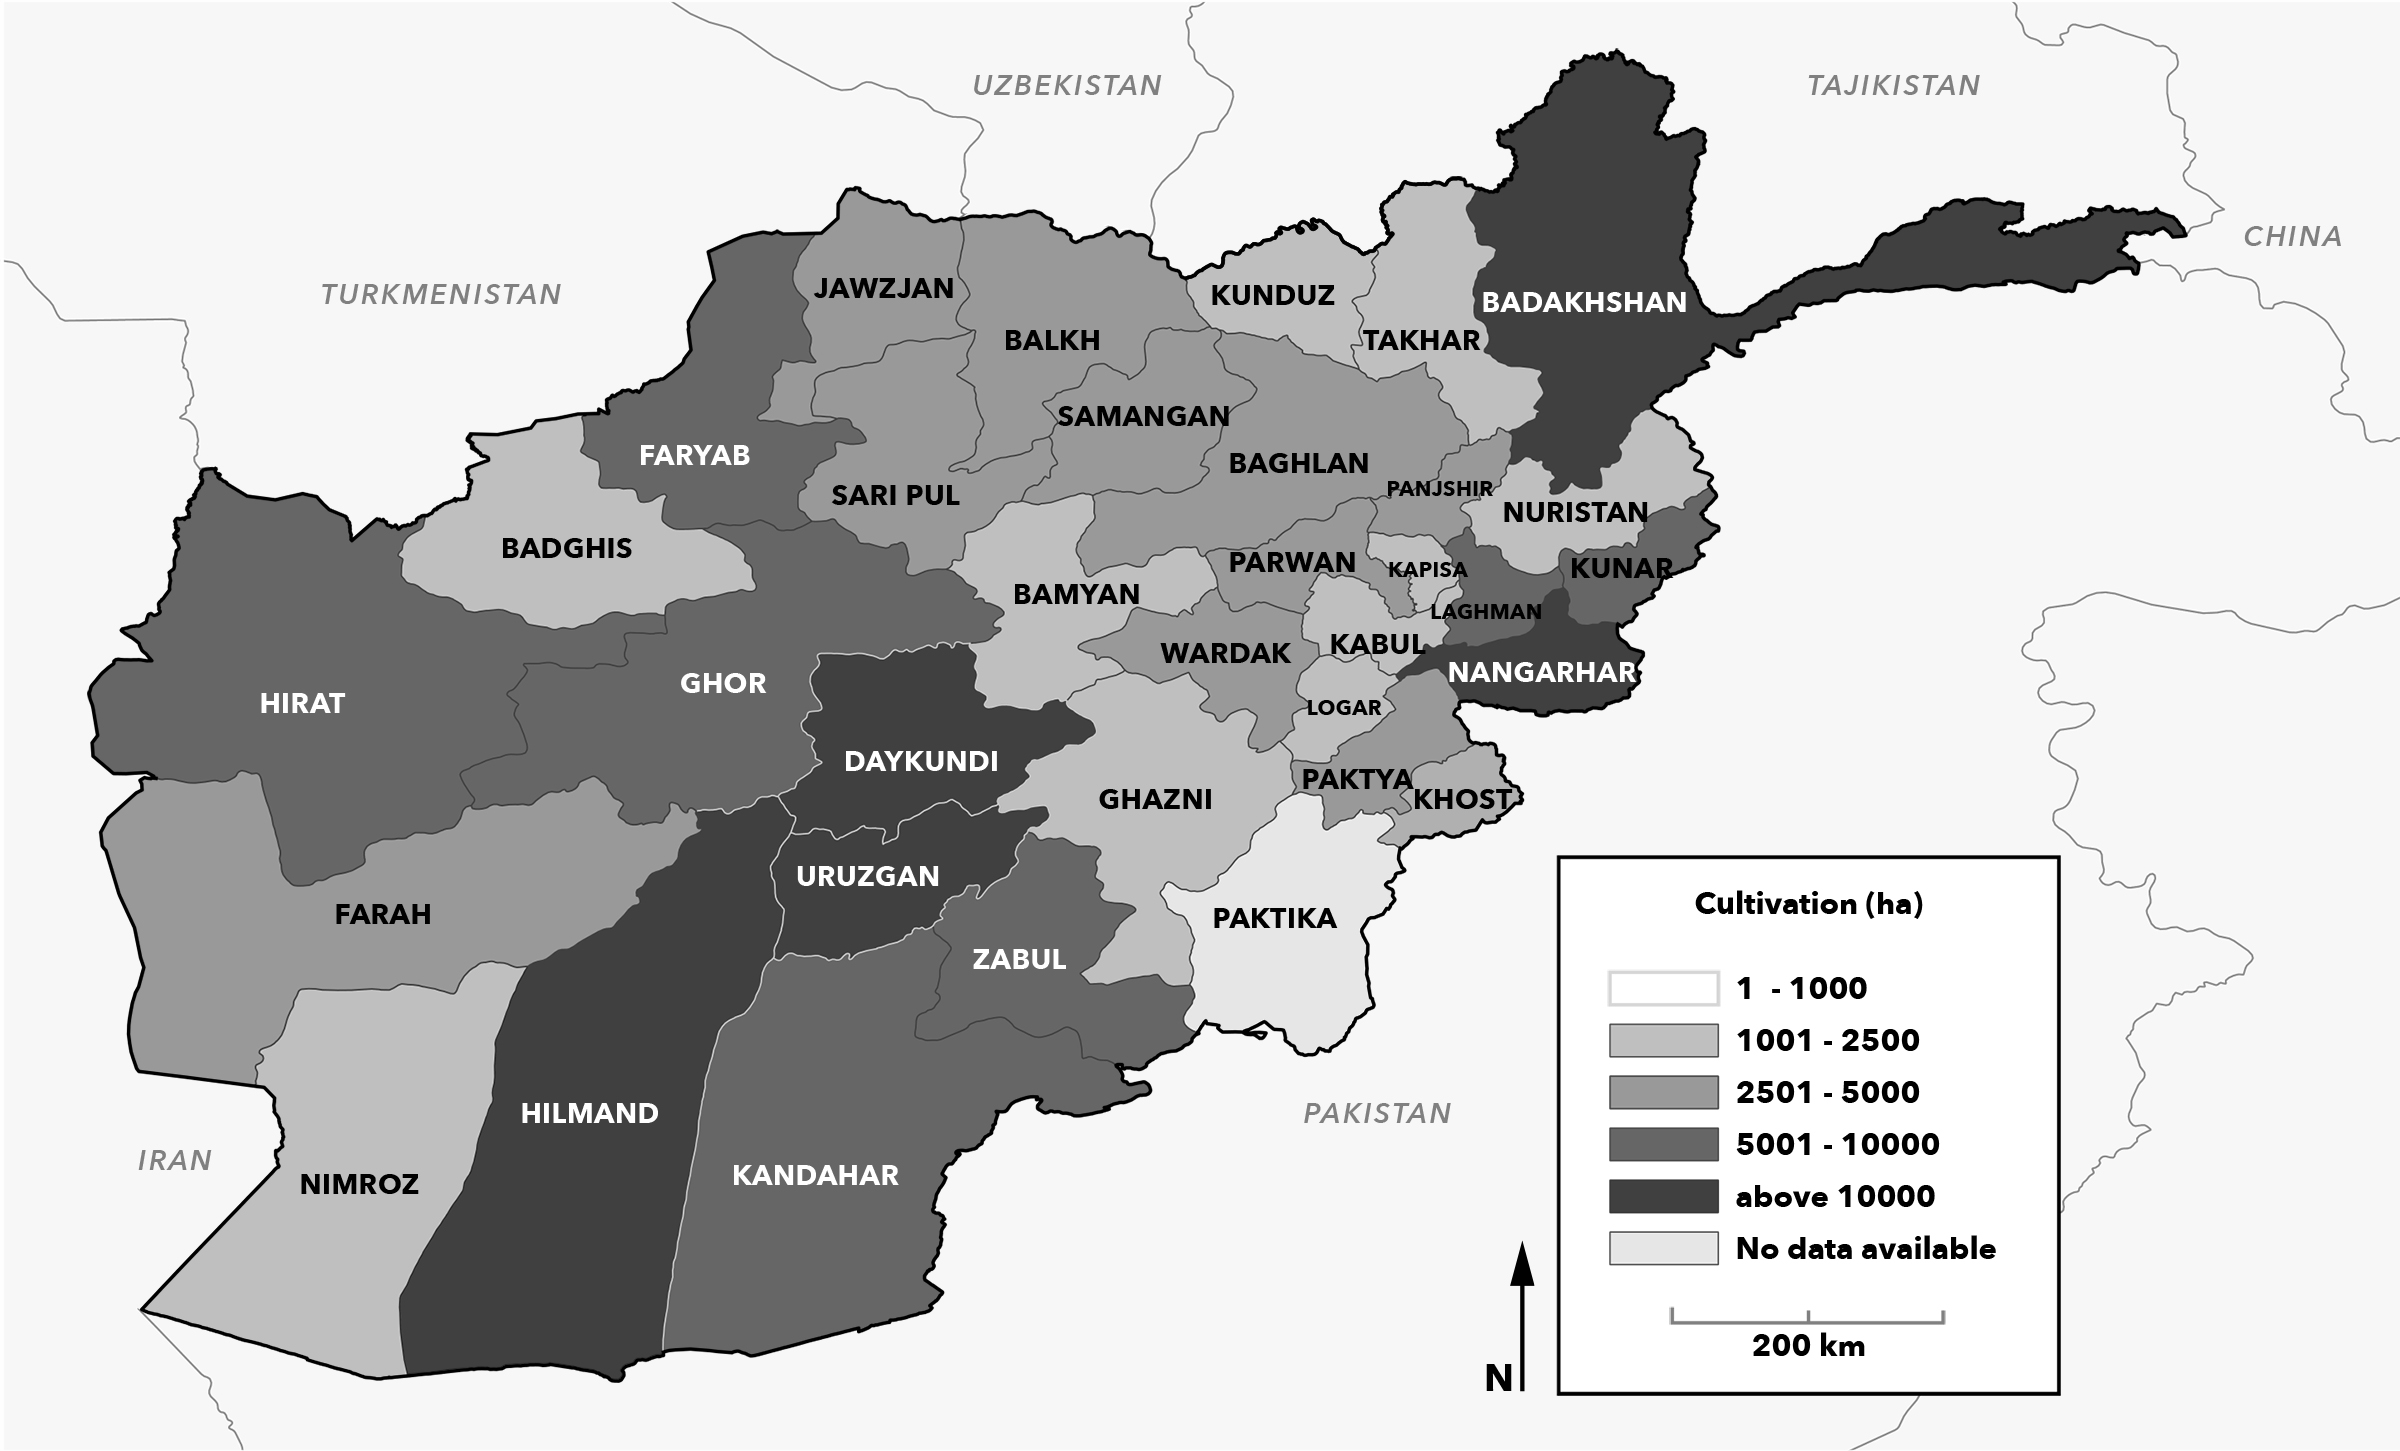 UZBEKISTAN
TAJIKISTAN
CHINA
TURKMENISTAN
JAWZJAN
KUNDUZ
BADAKHSHAN
BALKH
TAKHAR
SAMANGAN
FARYAB
BAGHLAN
SARI PUL
PANJSHIR
NURISTAN
BADGHIS
PARWAN
KAPISA
KUNAR
BAMYAN
LAGHMAN
KABUL
WARDAK
NANGARHAR
GHOR
HIRAT
LOGAR
DAYKUNDI
PAKTYA
GHAZNI
KHOST
URUZGAN
FARAH
PAKTIKA
ZABUL
HILMAND
KANDAHAR
NIMROZ
IRAN
PAKISTAN
Cultivation (ha)
1 - 1000
1001 - 2500
2501 - 5000
5001 - 10000
above 10000
No data available
200 km
N